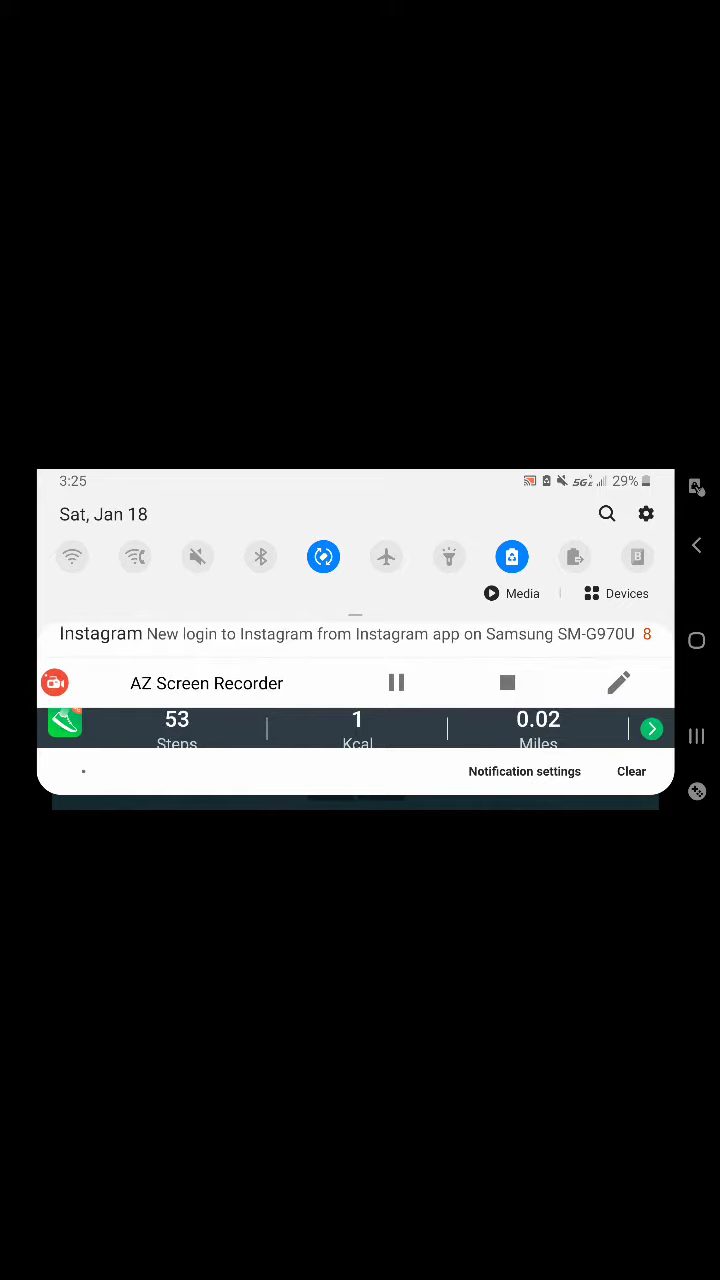 3:25 5GE 29%
Sat, Jan 18
Media Devices
Instagram New login to Instagram from Instagram app on Samsung SM-G970U 8
AZ Screen Recorder
53 1 0.02
Steps Kcal Miles
Notification settings Clear